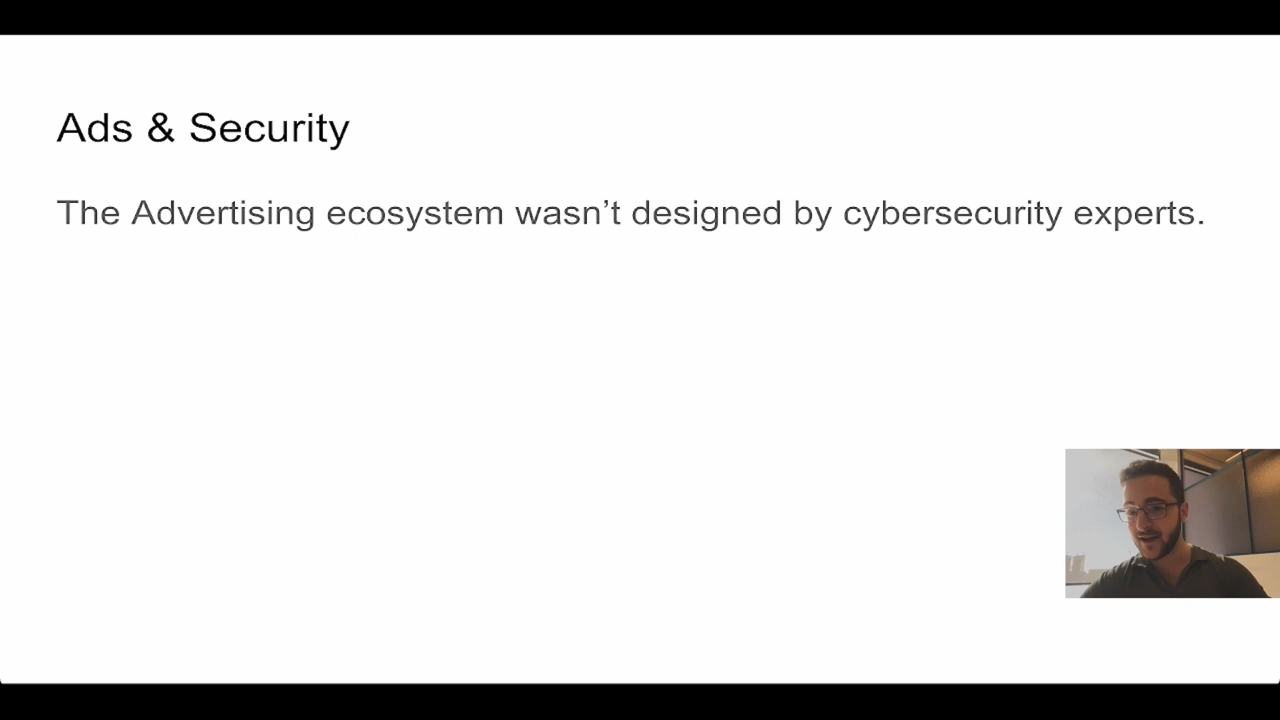 Ads & Security
The Advertising ecosystem wasn’t designed by cybersecurity experts.